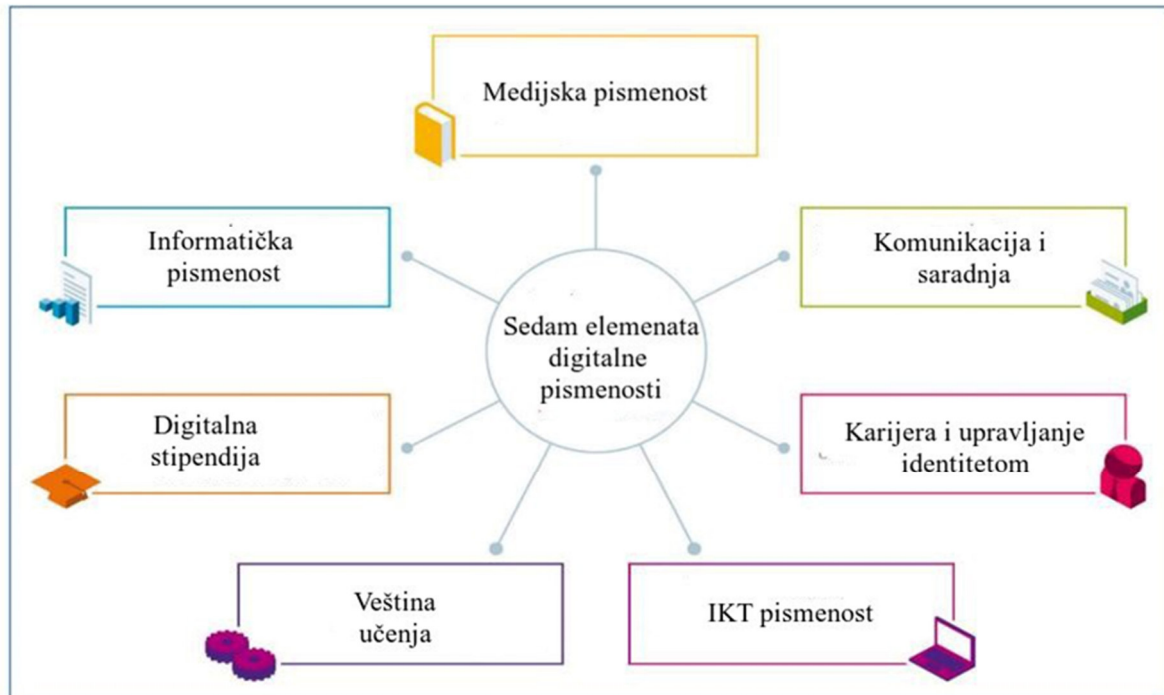 Medijska pismenost
Informatička
pismenost
Komunikacija i
saradnja
Sedam elemenata
digitalne
pismenosti
Digitalna
stipendija
Karijera i upravljanje
identitetom
Veština
učenja
IKT pismenost